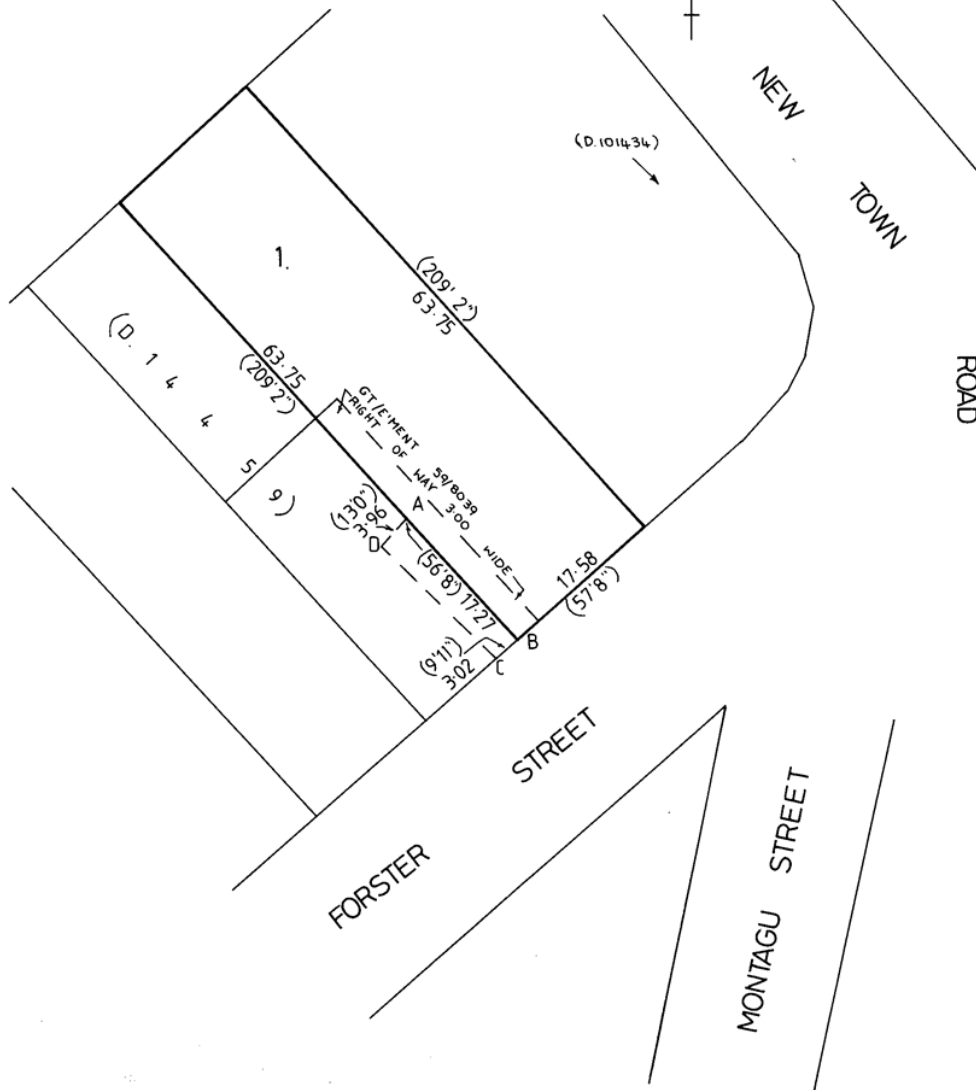 NEW
TOWN
ROAD
(D.101434)
1.
(209'2")
63·75
63·75
(209'2")
(D. 1 4 4 5 9)
GT/E'MENT 59/8039
RIGHT OF WAY 3·00 WIDE
A
(13'0")
3·96
D
(56'8") 17·27
17·58
(57'8")
B
(9'11")
3·02
C
FORSTER STREET
MONTAGU STREET